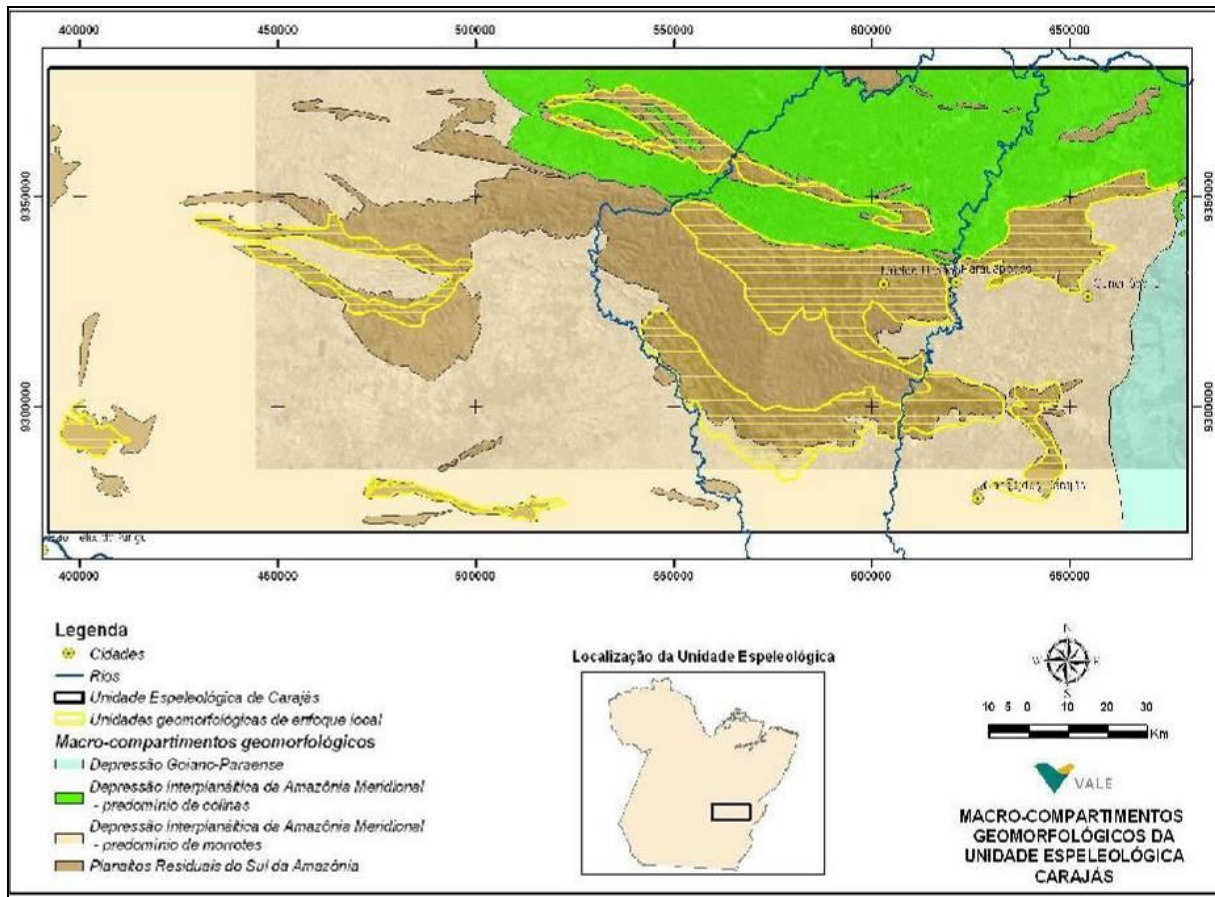 400000 450000 500000 550000 600000 650000
9350000 9350000
Parauapebas
9300000 9300000
400000 450000 500000 550000 600000 650000
Legenda
Cidades
Rios
Unidade Espeleológica de Carajás
Unidades geomorfológicas de enfoque local
Macro-compartimentos geomorfológicos
Depressão Goiano-Paraense
Depressão Interplanáltica da Amazônia Meridional
- predomínio de colinas
Depressão Interplanáltica da Amazônia Meridional
- predomínio de morrotes
Planaltos Residuais do Sul da Amazônia
Localização da Unidade Espeleológica
N
W E
S
10 5 0 10 20 30
Km
VALE
MACRO-COMPARTIMENTOS
GEOMORFOLÓGICOS DA
UNIDADE ESPELEOLÓGICA
CARAJÁS